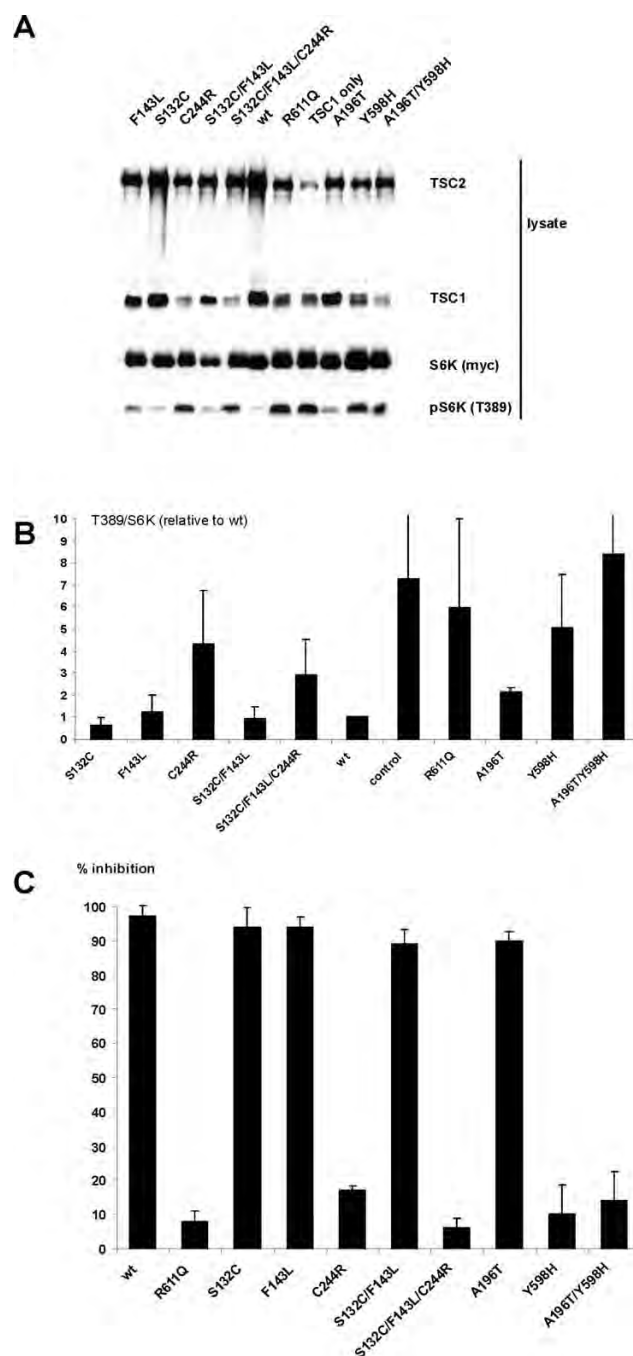 A
F143L
S132C
C244R
S132C/F143L
S132C/F143L/C244R
wt
R611Q
TSC1 only
A196T
Y598H
A196T/Y598H
TSC2
lysate
TSC1
S6K (myc)
pS6K (T389)
B
T389/S6K (relative to wt)
10
9
8
7
6
5
4
3
2
1
0
S132C
F143L
C244R
S132C/F143L
S132C/F143L/C244R
wt
control
R611Q
A196T
Y598H
A196T/Y598H
C
% inhibition
100
90
80
70
60
50
40
30
20
10
0
wt
R611Q
S132C
F143L
C244R
S132C/F143L
S132C/F143L/C244R
A196T
Y598H
A196T/Y598H